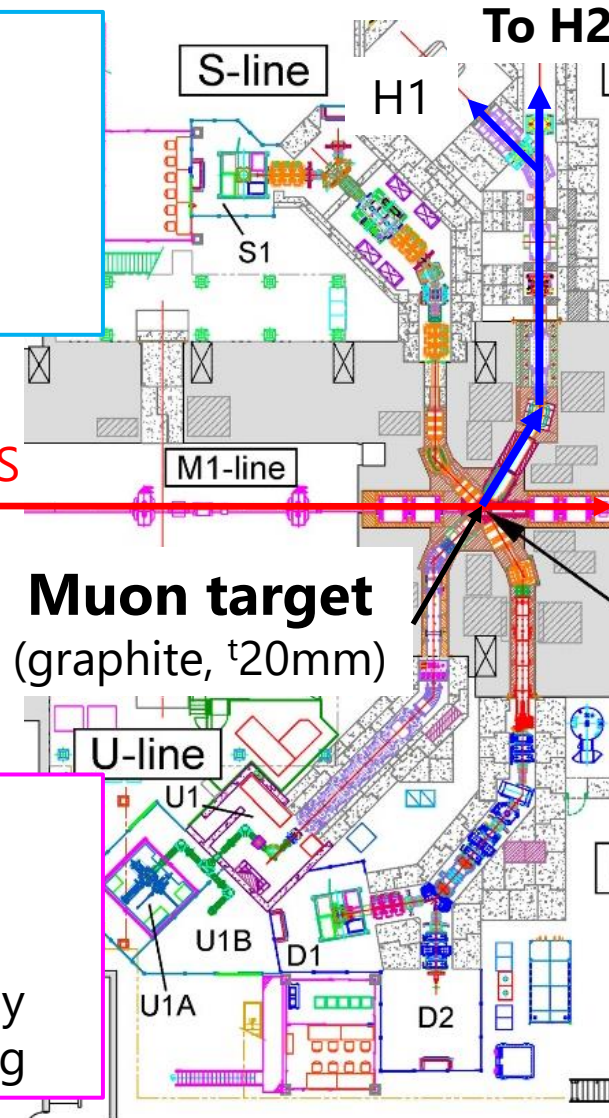 To H2
S-line
H1
S1
S
M1-line
Muon target
(graphite, ᵗ20mm)
U-line
U1
U1B
D1
U1A
D2
y
g